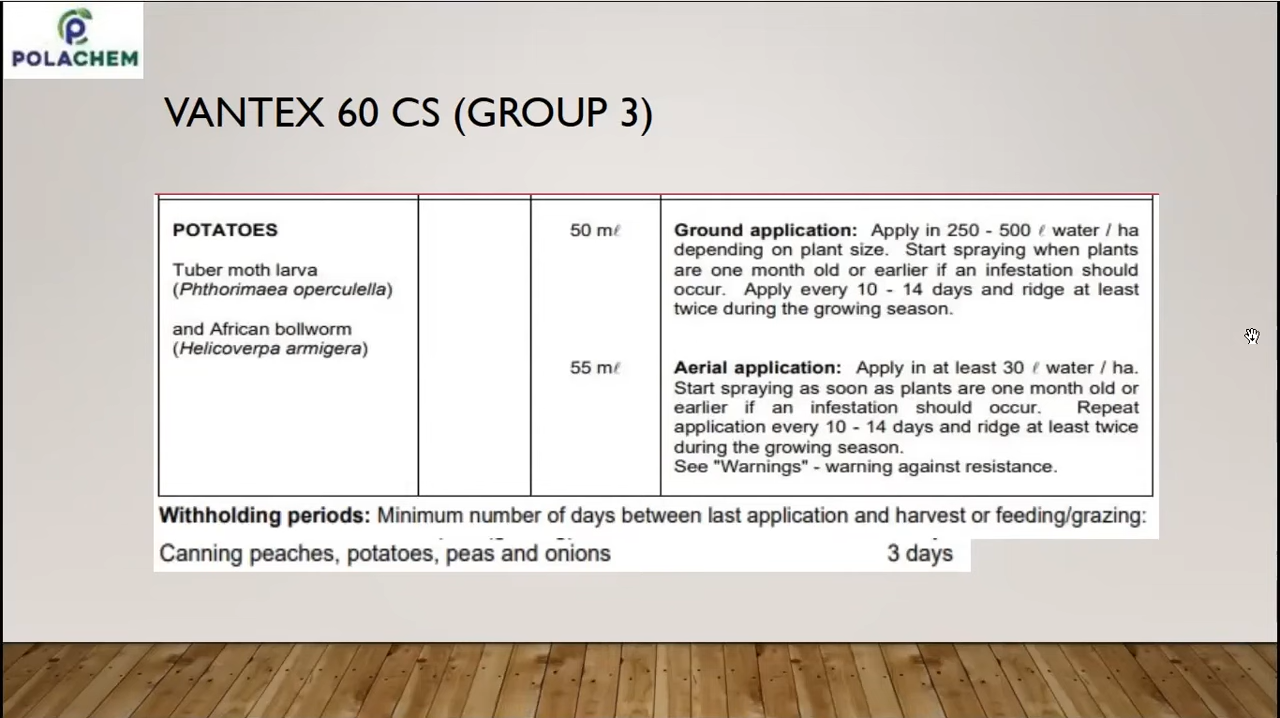 POLACHEM
VANTEX 60 CS (GROUP 3)
POTATOES
Tuber moth larva
(Phthorimaea operculella)
and African bollworm
(Helicoverpa armigera)
50 mℓ
Ground application: Apply in 250 - 500 ℓ water / ha
depending on plant size. Start spraying when plants
are one month old or earlier if an infestation should
occur. Apply every 10 - 14 days and ridge at least
twice during the growing season.
55 mℓ
Aerial application: Apply in at least 30 ℓ water / ha.
Start spraying as soon as plants are one month old or
earlier if an infestation should occur. Repeat
application every 10 - 14 days and ridge at least twice
during the growing season.
See "Warnings" - warning against resistance.
Withholding periods: Minimum number of days between last application and harvest or feeding/grazing:
Canning peaches, potatoes, peas and onions 3 days